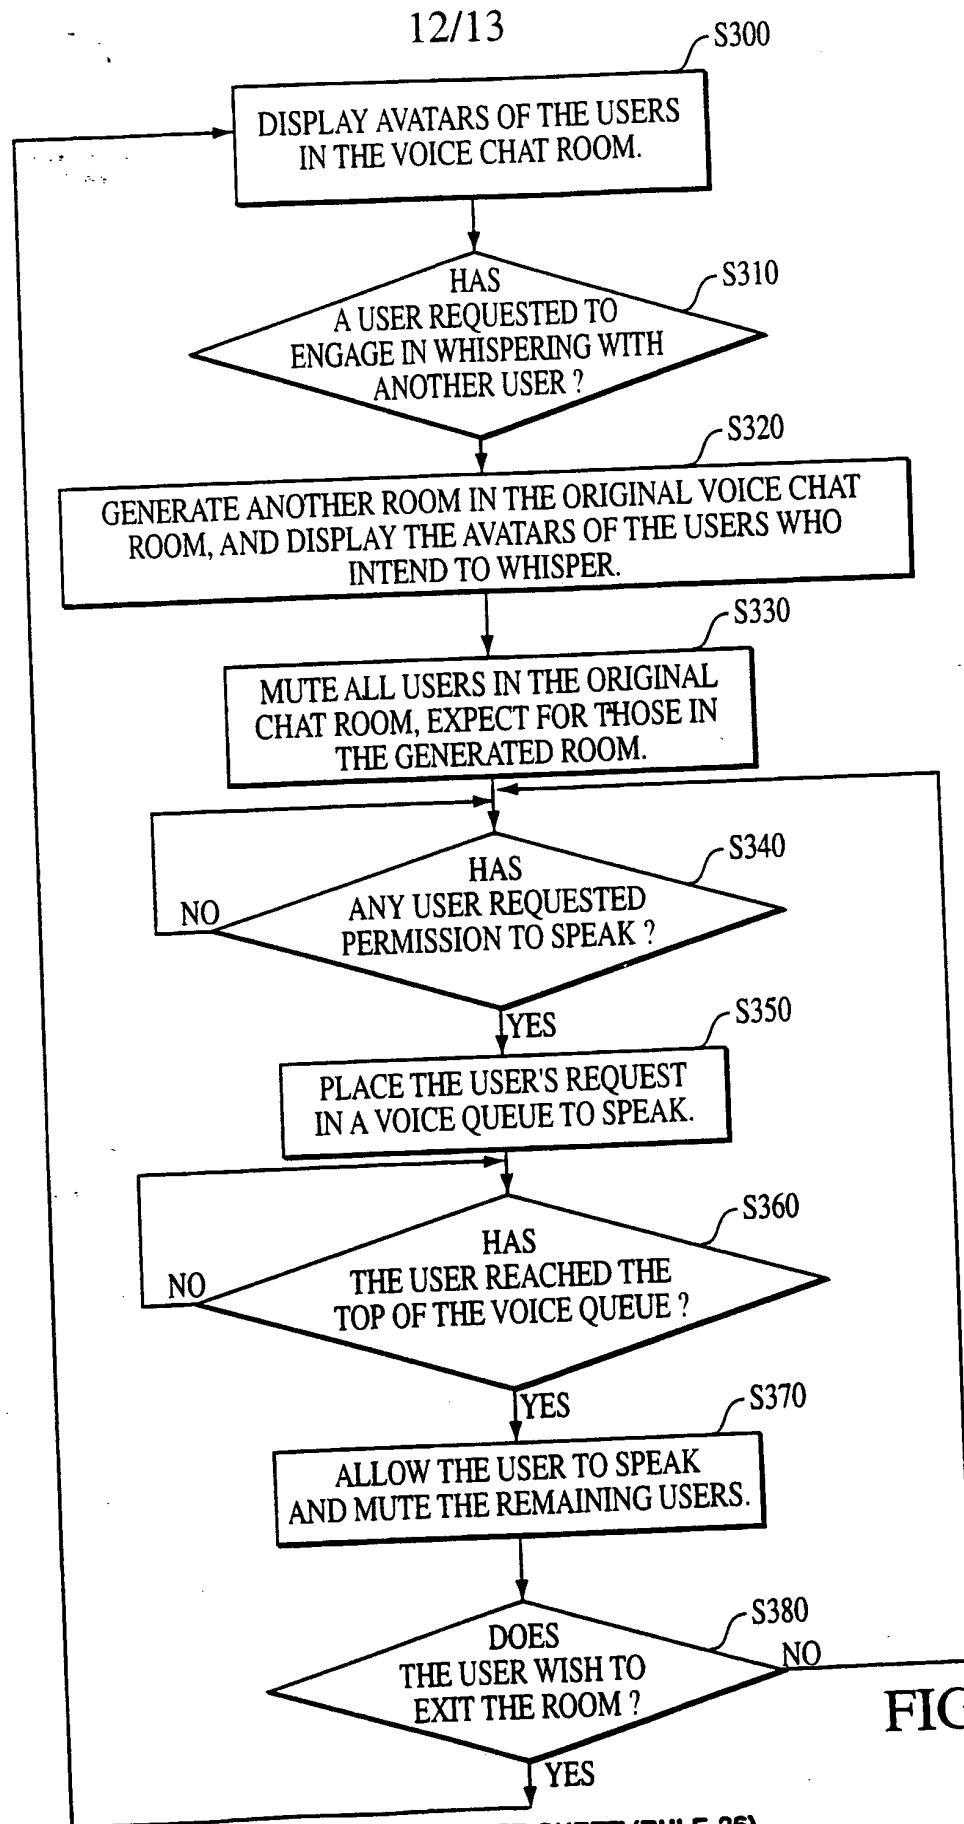 12/13
S300
DISPLAY AVATARS OF THE USERS
IN THE VOICE CHAT ROOM.
S310
HAS
A USER REQUESTED TO
ENGAGE IN WHISPERING WITH
ANOTHER USER ?
S320
GENERATE ANOTHER ROOM IN THE ORIGINAL VOICE CHAT
ROOM, AND DISPLAY THE AVATARS OF THE USERS WHO
INTEND TO WHISPER.
S330
MUTE ALL USERS IN THE ORIGINAL
CHAT ROOM, EXPECT FOR THOSE IN
THE GENERATED ROOM.
S340
HAS
ANY USER REQUESTED
PERMISSION TO SPEAK ?
NO
YES
S350
PLACE THE USER'S REQUEST
IN A VOICE QUEUE TO SPEAK.
S360
HAS
THE USER REACHED THE
TOP OF THE VOICE QUEUE ?
NO
YES
S370
ALLOW THE USER TO SPEAK
AND MUTE THE REMAINING USERS.
S380
DOES
THE USER WISH TO
EXIT THE ROOM ?
NO
FIG
YES